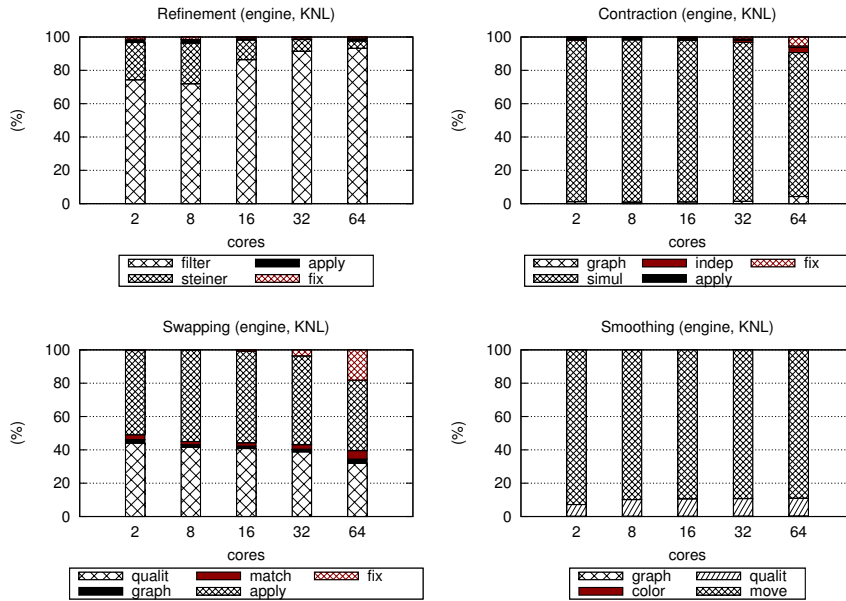 Refinement (engine, KNL)
100
80
60
40
20
0
(%)
2 8 16 32 64
cores
filter apply
steiner fix
Contraction (engine, KNL)
100
80
60
40
20
0
(%)
2 8 16 32 64
cores
graph indep fix
simul apply
Swapping (engine, KNL)
100
80
60
40
20
0
(%)
2 8 16 32 64
cores
qualit match fix
graph apply
Smoothing (engine, KNL)
100
80
60
40
20
0
(%)
2 8 16 32 64
cores
graph qualit
color move